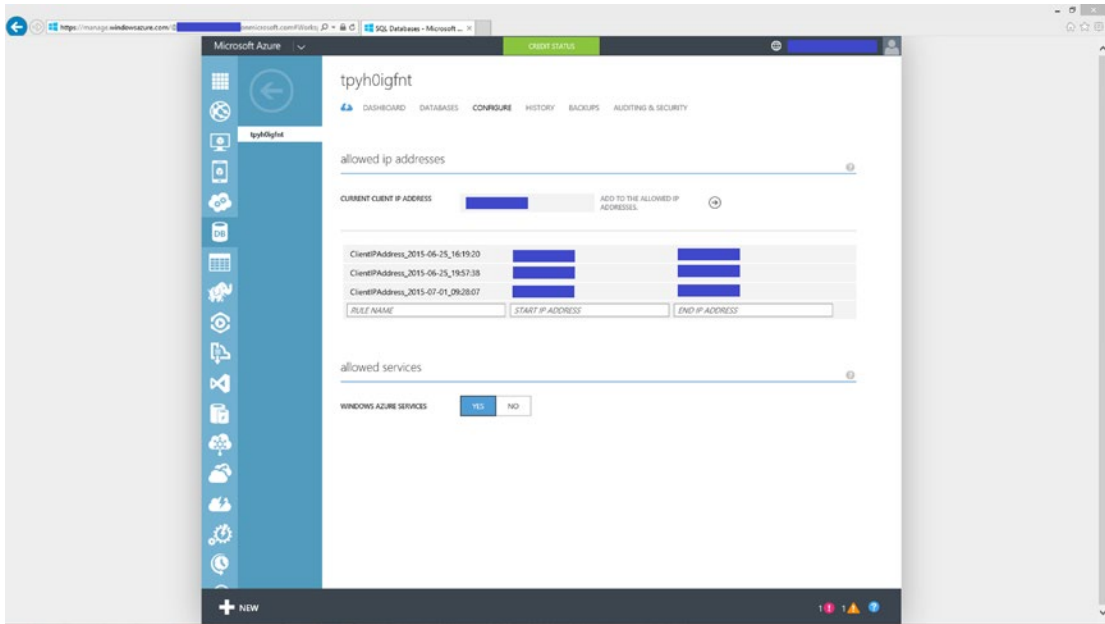 https://manage.windowsazure.com/
onmicrosoft.com#Worksp
SQL Databases - Microsoft ...
Microsoft Azure
CREDIT STATUS
tpyh0igfnt
DASHBOARD DATABASES CONFIGURE HISTORY BACKUPS AUDITING & SECURITY
tpyh0igfnt
allowed ip addresses
CURRENT CLIENT IP ADDRESS
ADD TO THE ALLOWED IP
ADDRESSES.
ClientIPAddress_2015-06-25_16:19:20
ClientIPAddress_2015-06-25_19:57:38
ClientIPAddress_2015-07-01_09:28:07
RULE NAME START IP ADDRESS END IP ADDRESS
allowed services
WINDOWS AZURE SERVICES YES NO
DB
NEW
1 1